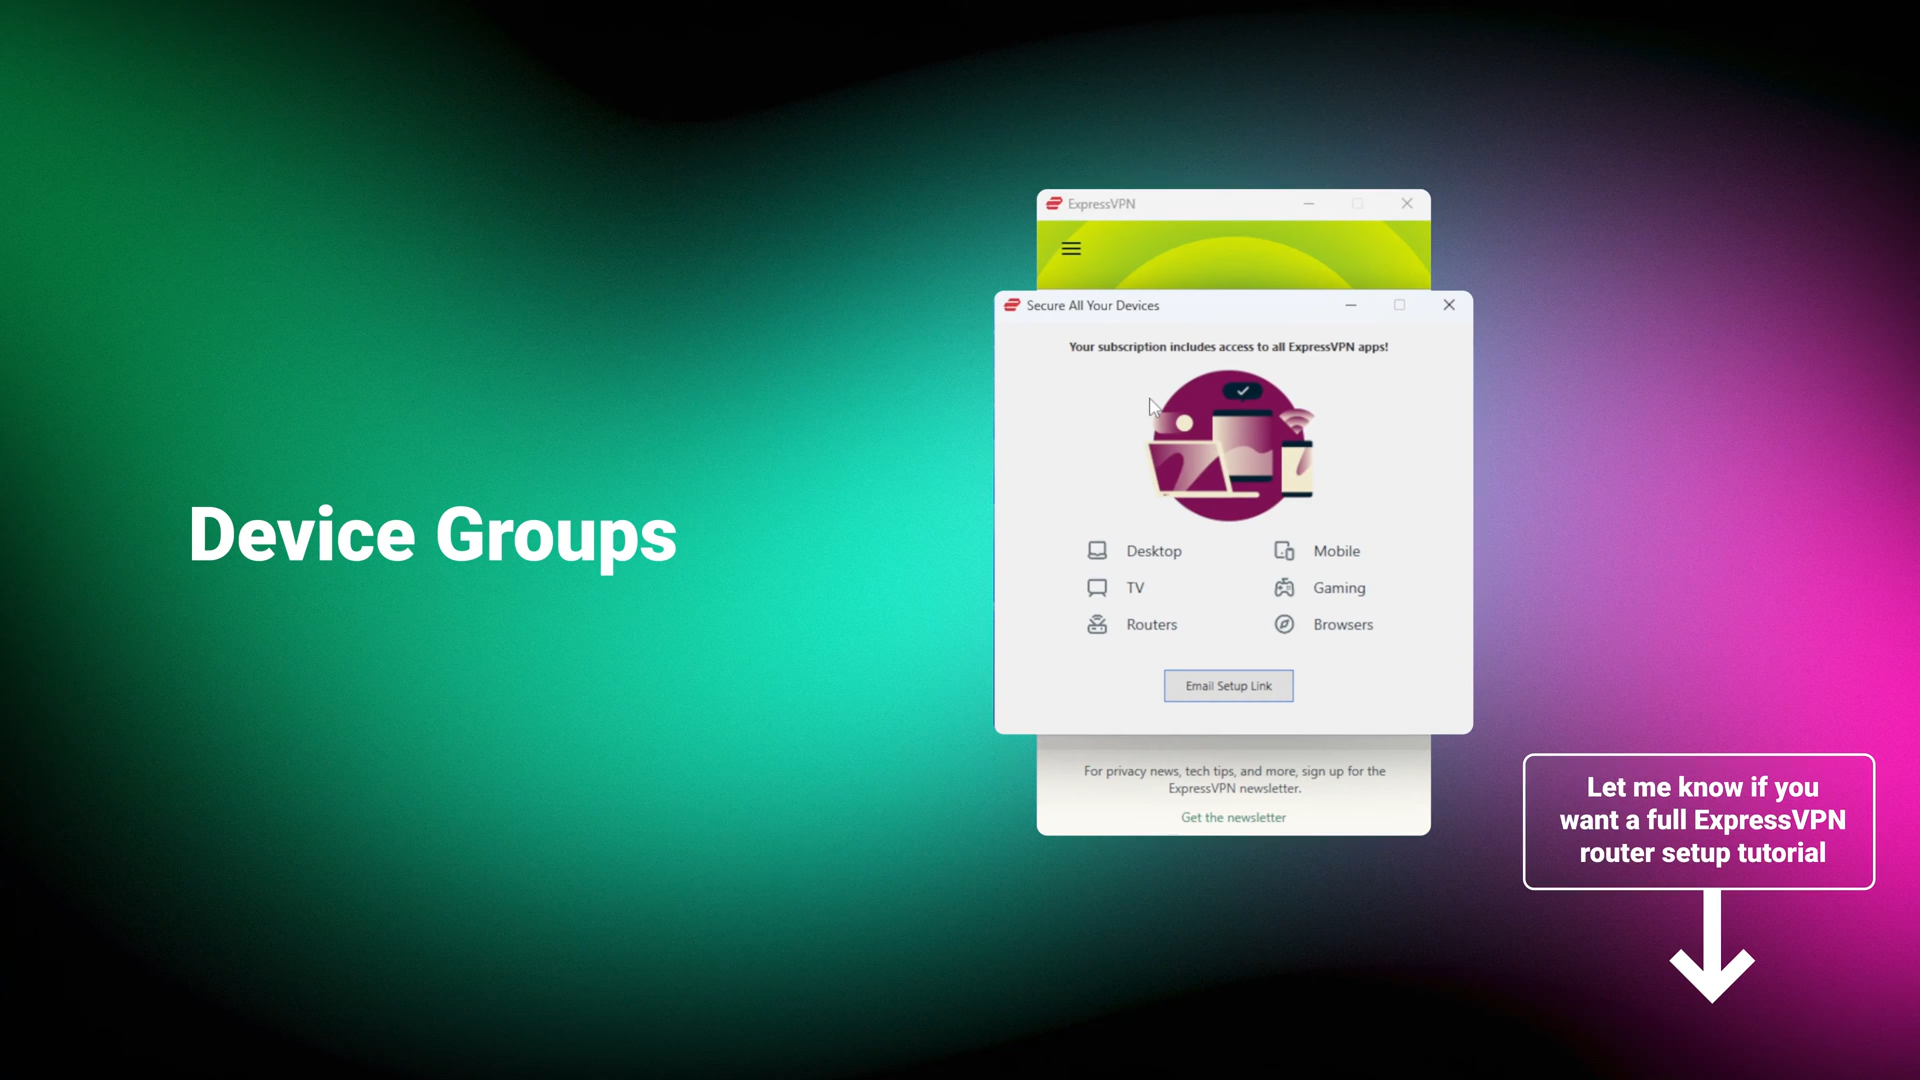 Device Groups
ExpressVPN
Secure All Your Devices
Your subscription includes access to all ExpressVPN apps!
Desktop
Mobile
TV
Gaming
Routers
Browsers
Email Setup Link
For privacy news, tech tips, and more, sign up for the
ExpressVPN newsletter.
Get the newsletter
Let me know if you
want a full ExpressVPN
router setup tutorial